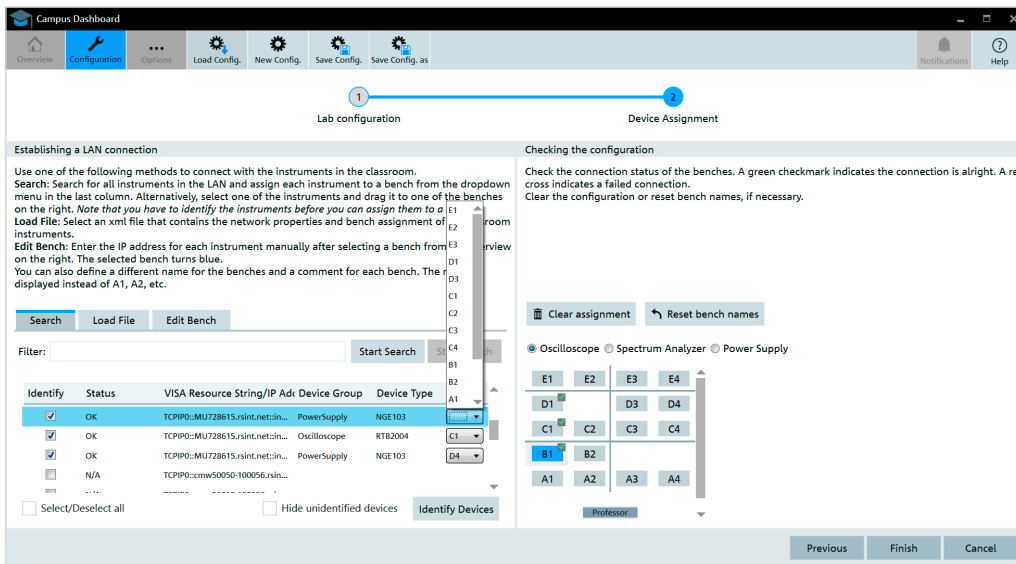 Campus Dashboard
Overview
Configuration
Options
Load Config.
New Config.
Save Config.
Save Config. as
Notifications
Help
1
2
Lab configuration
Device Assignment
Establishing a LAN connection
Use one of the following methods to connect with the instruments in the classroom.
Search: Search for all instruments in the LAN and assign each instrument to a bench from the dropdown
menu in the last column. Alternatively, select one of the instruments and drag it to one of the benches
on the right. Note that you have to identify the instruments before you can assign them to a
Load File: Select an xml file that contains the network properties and bench assignment of room
instruments.
Edit Bench: Enter the IP address for each instrument manually after selecting a bench from rview
on the right. The selected bench turns blue.
You can also define a different name for the benches and a comment for each bench. The
displayed instead of A1, A2, etc.
E1
E2
E3
D1
D3
C1
C2
C3
C4
B1
B2
A1
Search
Load File
Edit Bench
Filter:
Start Search
Identify
Status
VISA Resource String/IP Adc
Device Group
Device Type
OK
TCPIP0::MU728615.rsint.net::in...
PowerSupply
NGE103
OK
TCPIP0::MU728615.rsint.net::in...
Oscilloscope
RTB2004
C1
OK
TCPIP0::MU728615.rsint.net::in...
PowerSupply
NGE103
D4
N/A
TCPIP0::cmw50050-100056.rsin...
Select/Deselect all
Hide unidentified devices
Identify Devices
Checking the configuration
Check the connection status of the benches. A green checkmark indicates the connection is alright. A re
cross indicates a failed connection.
Clear the configuration or reset bench names, if necessary.
Clear assignment
Reset bench names
Oscilloscope
Spectrum Analyzer
Power Supply
E1 E2 E3 E4
D1 D3 D4
C1 C2 C3 C4
B1 B2
A1 A2 A3 A4
Professor
Previous
Finish
Cancel